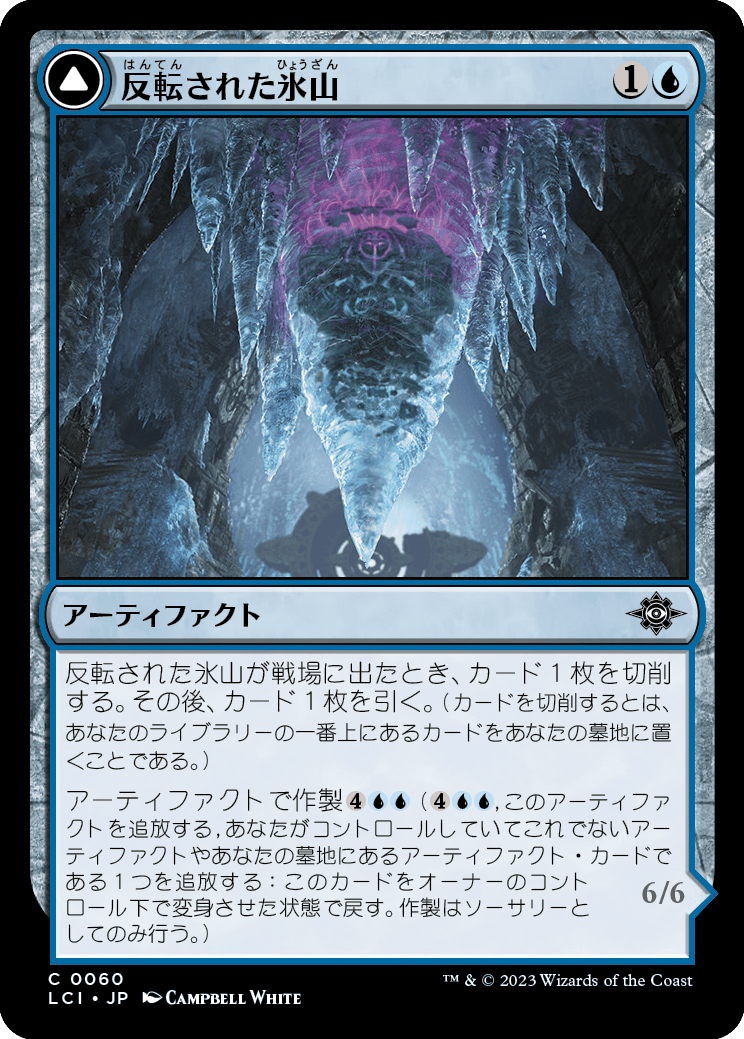 はんてん ひょうざん
反転された氷山 1
アーティファクト
反転された氷山が戦場に出たとき、カード1枚を切削
する。その後、カード1枚を引く。（カードを切削するとは、
あなたのライブラリーの一番上にあるカードをあなたの墓地に置
くことである。）
アーティファクトで作製4（4,このアーティファ
クトを追放する,あなたがコントロールしていてこれでないアー
ティファクトやあなたの墓地にあるアーティファクト・カードで
ある1つを追放する：このカードをオーナーのコント
ロール下で変身させた状態で戻す。作製はソーサリーと
してのみ行う。）
6/6
C 0060
LCI • JP Campbell White
™ & © 2023 Wizards of the Coast